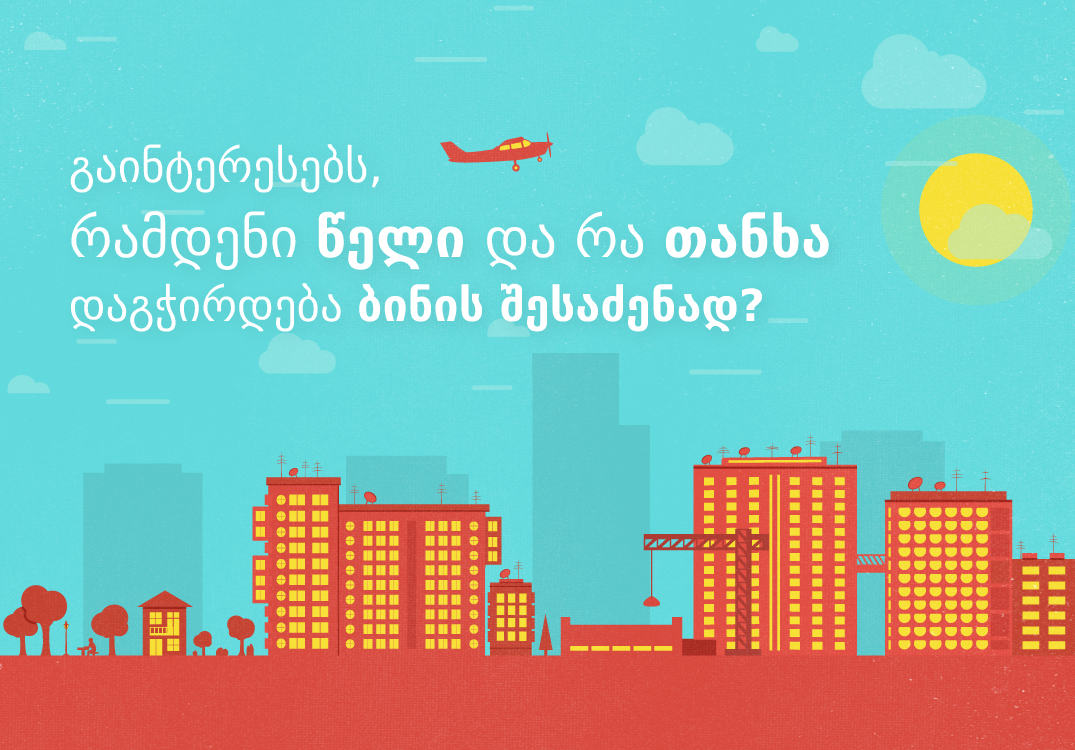 გაინტერესებს,
რამდენი წელი და რა თანხა
დაგჭირდება ბინის შესაძენად?